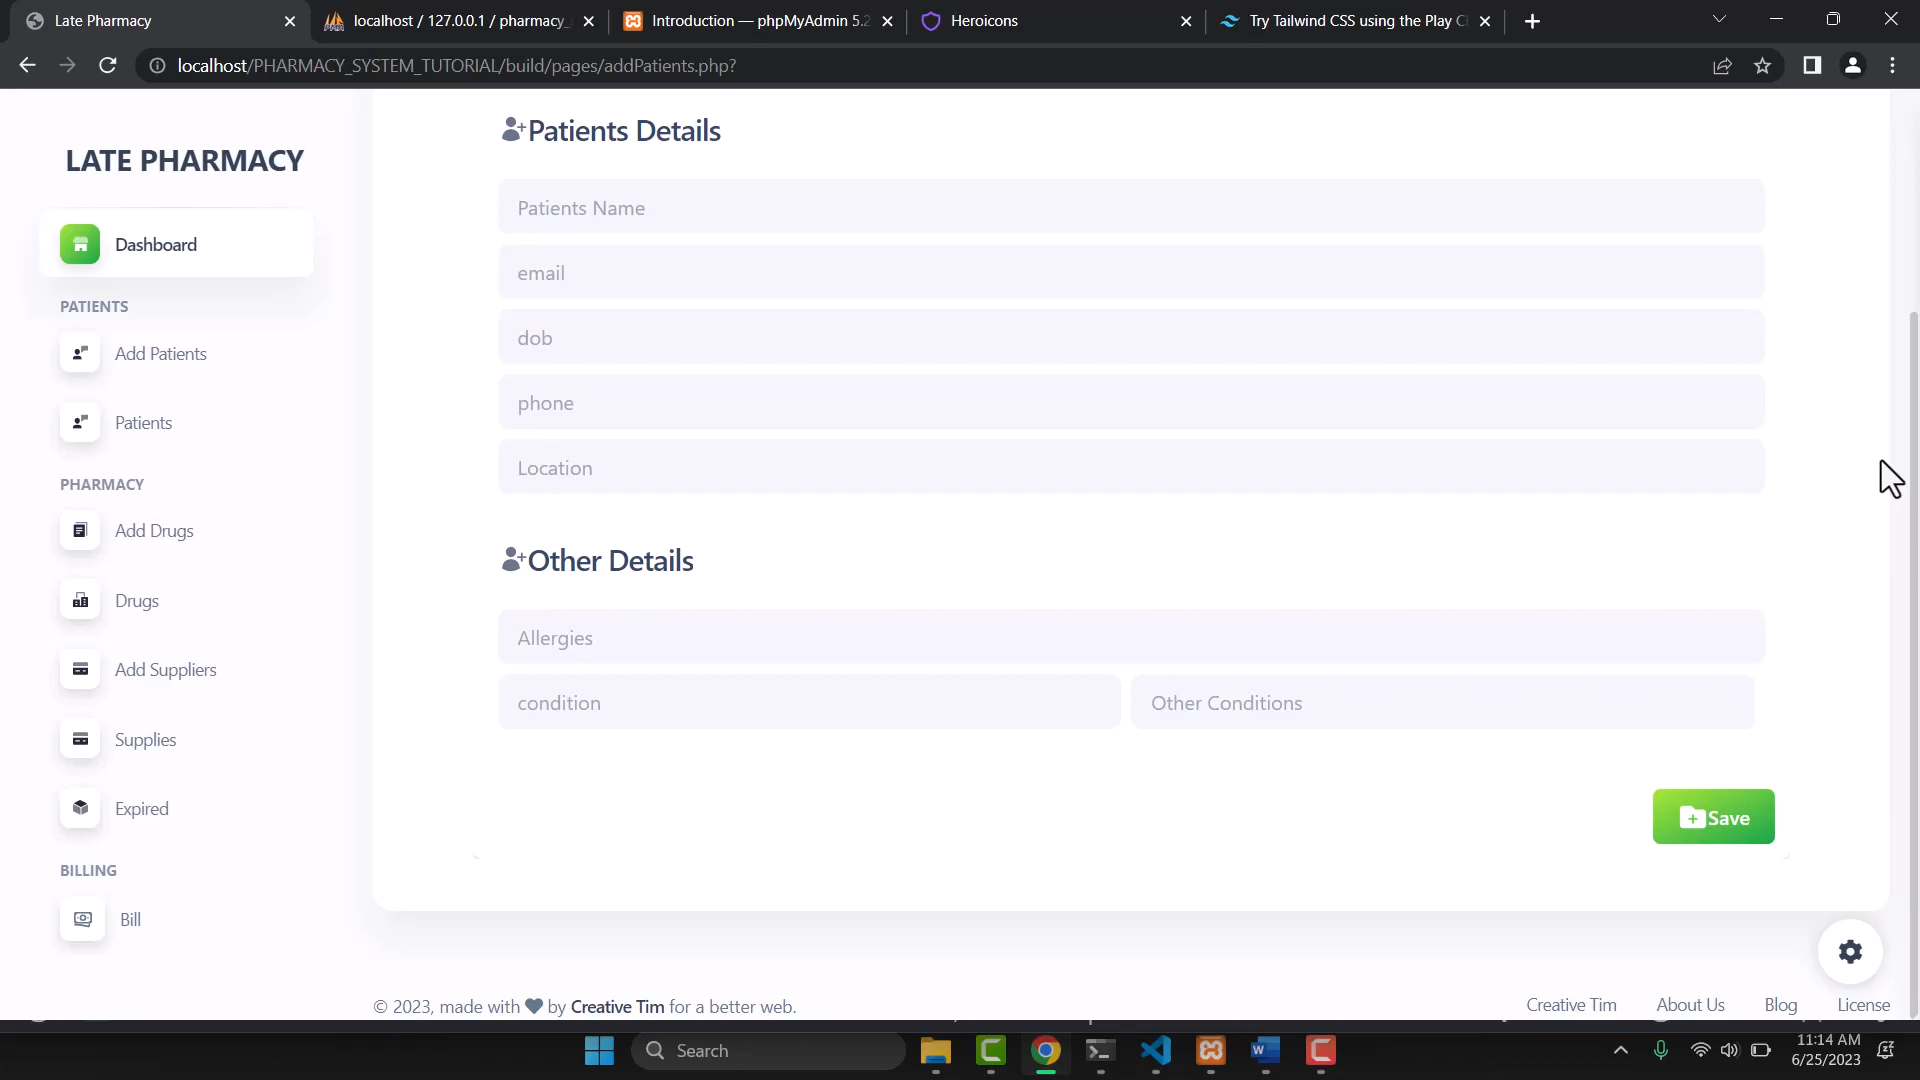 Late Pharmacy
localhost / 127.0.0.1 / pharmacy_
Introduction — phpMyAdmin 5.2
Heroicons
Try Tailwind CSS using the Play C
localhost/PHARMACY_SYSTEM_TUTORIAL/build/pages/addPatients.php?
LATE PHARMACY
Dashboard
PATIENTS
Add Patients
Patients
PHARMACY
Add Drugs
Drugs
Add Suppliers
Supplies
Expired
BILLING
Bill
Patients Details
Patients Name
email
dob
phone
Location
Other Details
Allergies
condition
Other Conditions
Save
© 2023, made with by Creative Tim for a better web.
Creative Tim
About Us
Blog
License
Search
11:14 AM
6/25/2023